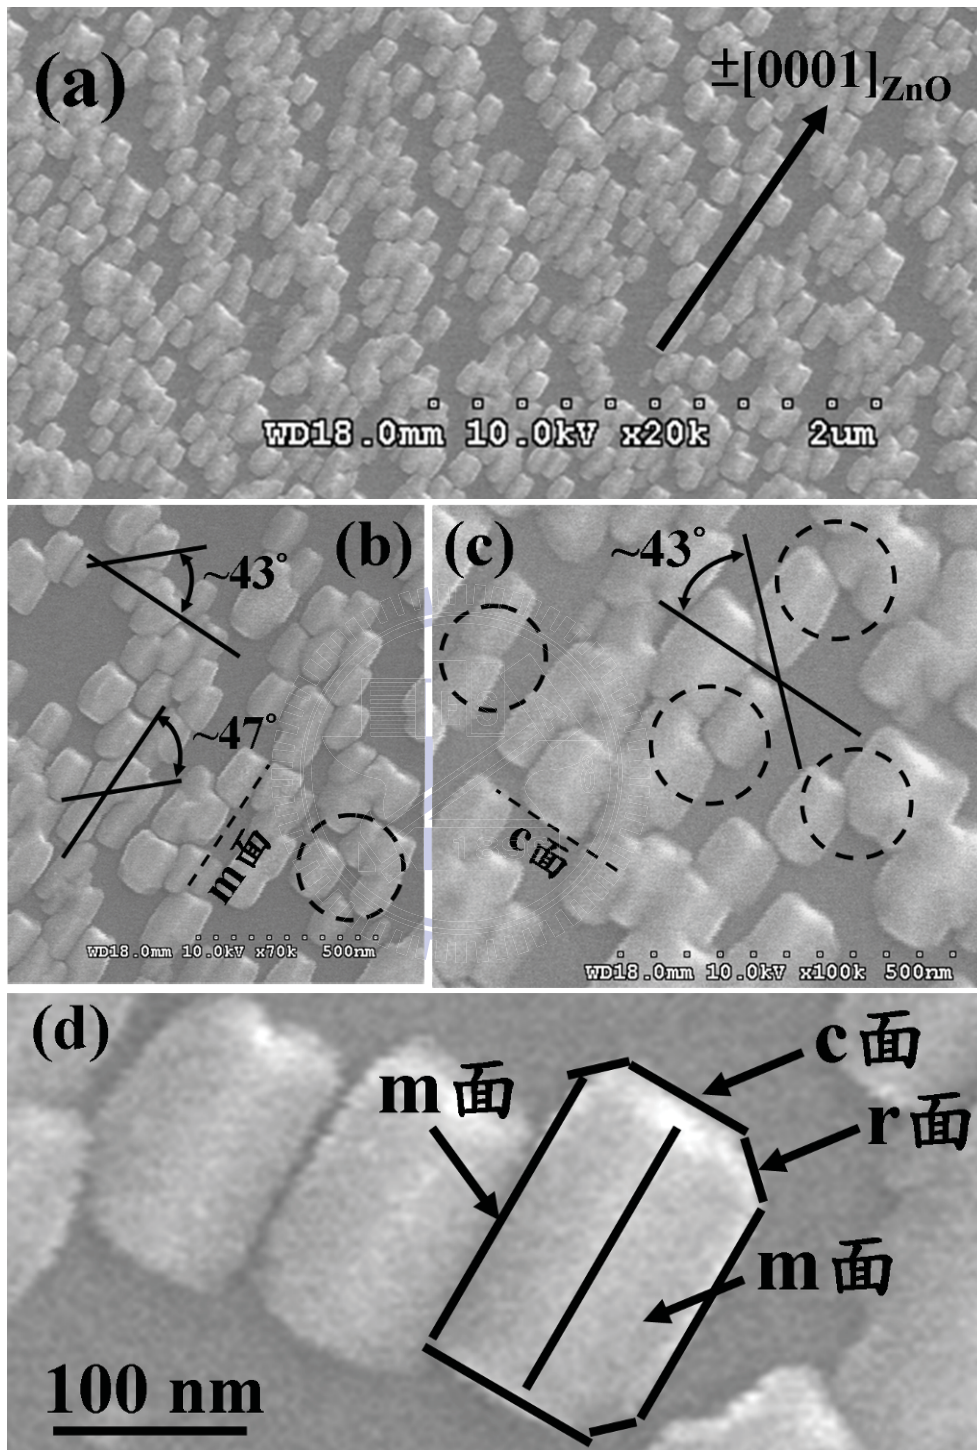 (a)
±[0001]ZnO
WD18.0mm 10.0kV x20k 2um
(b)
~43°
~47°
m面
WD18.0mm 10.0kV x70k 500nm
(c)
~43°
c面
WD18.0mm 10.0kV x100k 500nm
(d)
c面
m面
r面
m面
100 nm